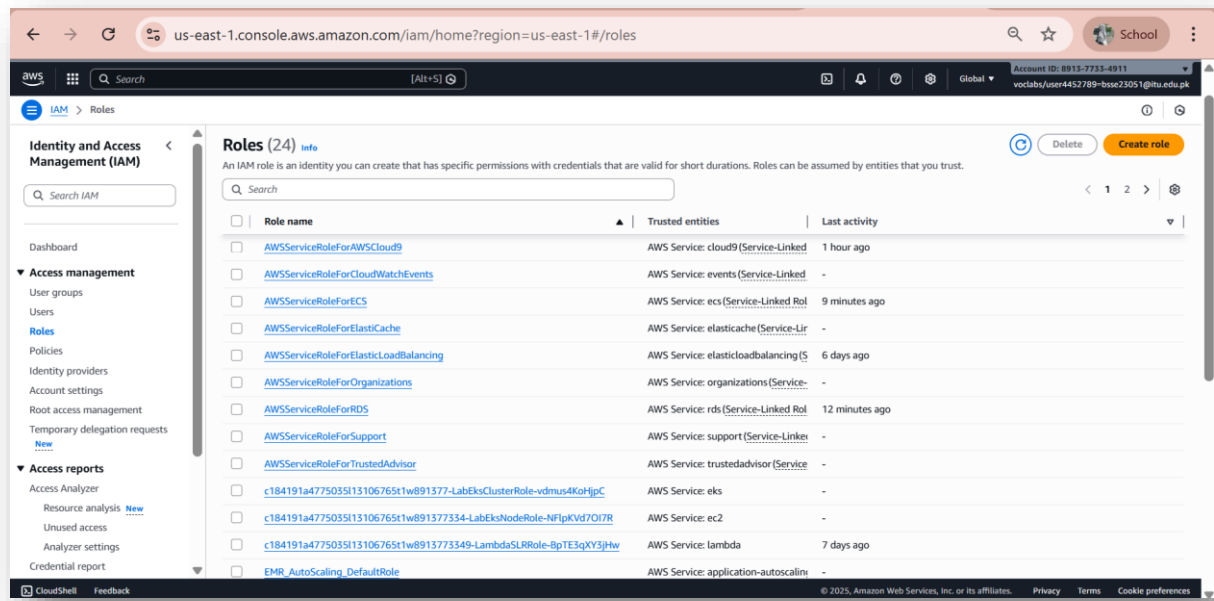 us-east-1.console.aws.amazon.com/iam/home?region=us-east-1#/roles
School
aws
Search [Alt+S]
Global
Account ID: 8913-7733-4911
voclabs/user4452789=bsse23051@itu.edu.pk
IAM > Roles
Identity and Access Management (IAM)
Search IAM
Dashboard
Access management
User groups
Users
Roles
Policies
Identity providers
Account settings
Root access management
Temporary delegation requests
New
Access reports
Access Analyzer
Resource analysis New
Unused access
Analyzer settings
Credential report
Roles (24) Info
Delete
Create role
An IAM role is an identity you can create that has specific permissions with credentials that are valid for short durations. Roles can be assumed by entities that you trust.
Search
1 2
Role name Trusted entities Last activity
AWSServiceRoleForAWSCloud9 AWS Service: cloud9 (Service-Linked 1 hour ago
AWSServiceRoleForCloudWatchEvents AWS Service: events (Service-Linked -
AWSServiceRoleForECS AWS Service: ecs (Service-Linked Rol 9 minutes ago
AWSServiceRoleForElastiCache AWS Service: elasticache (Service-Lir -
AWSServiceRoleForElasticLoadBalancing AWS Service: elasticloadbalancing (S 6 days ago
AWSServiceRoleForOrganizations AWS Service: organizations (Service- -
AWSServiceRoleForRDS AWS Service: rds (Service-Linked Rol 12 minutes ago
AWSServiceRoleForSupport AWS Service: support (Service-Linked -
AWSServiceRoleForTrustedAdvisor AWS Service: trustedadvisor (Service -
c184191a4775035l13106765t1w891377-LabEksClusterRole-vdmus4KoHjpC AWS Service: eks -
c184191a4775035l13106765t1w891377334-LabEksNodeRole-NFlpKVd7OI7R AWS Service: ec2 -
c184191a4775035l13106765t1w8913773349-LambdaSLRRole-BpTE3qXY3jHw AWS Service: lambda 7 days ago
EMR_AutoScaling_DefaultRole AWS Service: application-autoscaling -
CloudShell Feedback
© 2025, Amazon Web Services, Inc. or its affiliates. Privacy Terms Cookie preferences